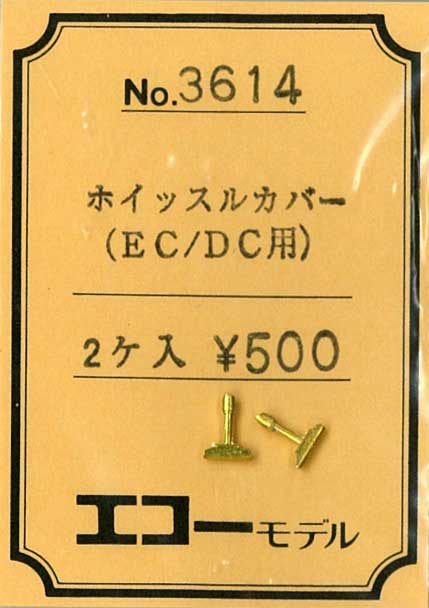 No.3614
ホイッスルカバー
(EC/DC用)
2ケ入 ¥500
エコーモデル